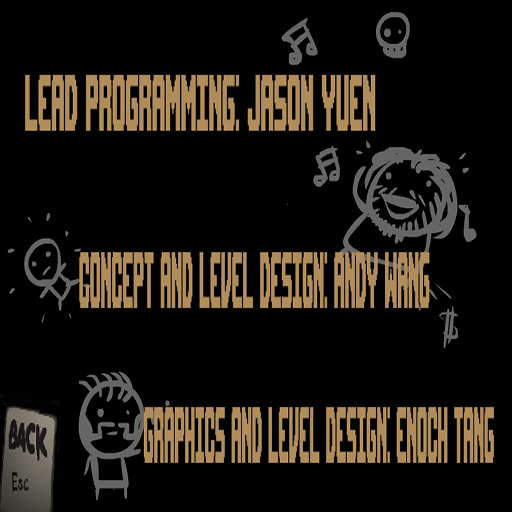 LEAD PROGRAMMING: JASON YUEN
CONCEPT AND LEVEL DESIGN: ANDY WANG
GRAPHICS AND LEVEL DESIGN: ENOCH TANG
BACK
Esc